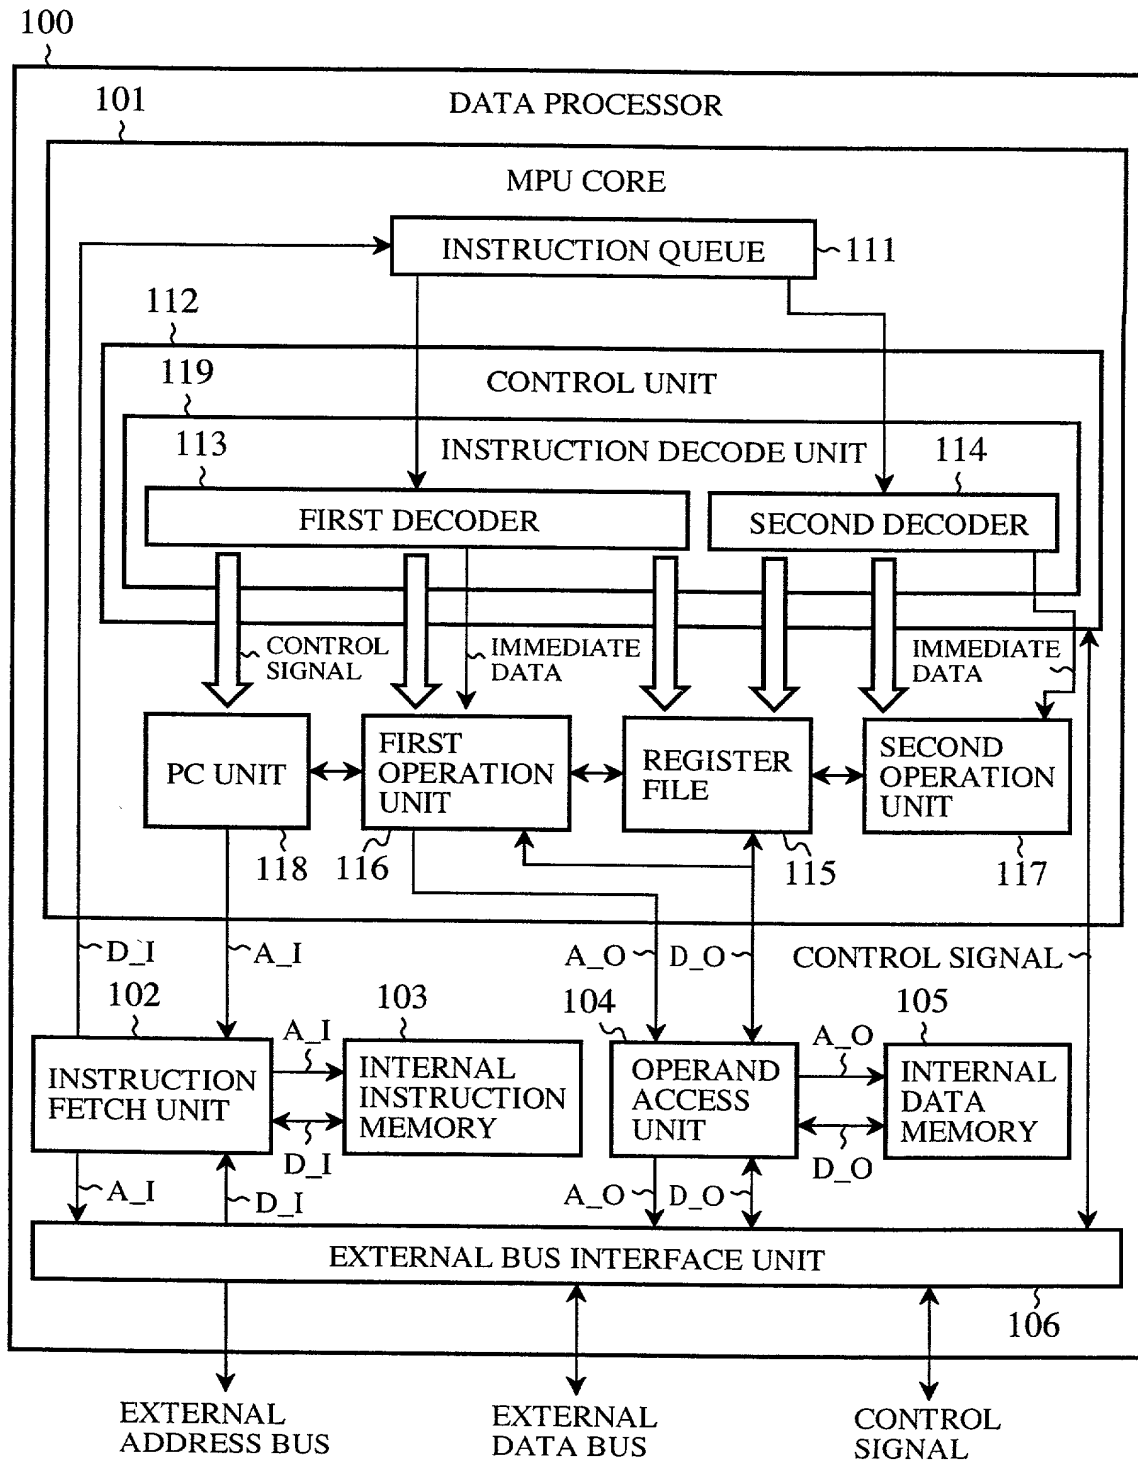 100
DATA PROCESSOR
101
MPU CORE
INSTRUCTION QUEUE
111
112
CONTROL UNIT
119
INSTRUCTION DECODE UNIT
113
114
FIRST DECODER
SECOND DECODER
CONTROL
SIGNAL
IMMEDIATE
DATA
IMMEDIATE
DATA
PC UNIT
FIRST
OPERATION
UNIT
REGISTER
FILE
SECOND
OPERATION
UNIT
118
116
115
117
D_I
A_I
A_O
D_O
CONTROL SIGNAL
102
103
104
105
INSTRUCTION
FETCH UNIT
A_I
D_I
INTERNAL
INSTRUCTION
MEMORY
OPERAND
ACCESS
UNIT
A_O
D_O
INTERNAL
DATA
MEMORY
A_I
D_I
A_O
D_O
EXTERNAL BUS INTERFACE UNIT
106
EXTERNAL
ADDRESS BUS
EXTERNAL
DATA BUS
CONTROL
SIGNAL